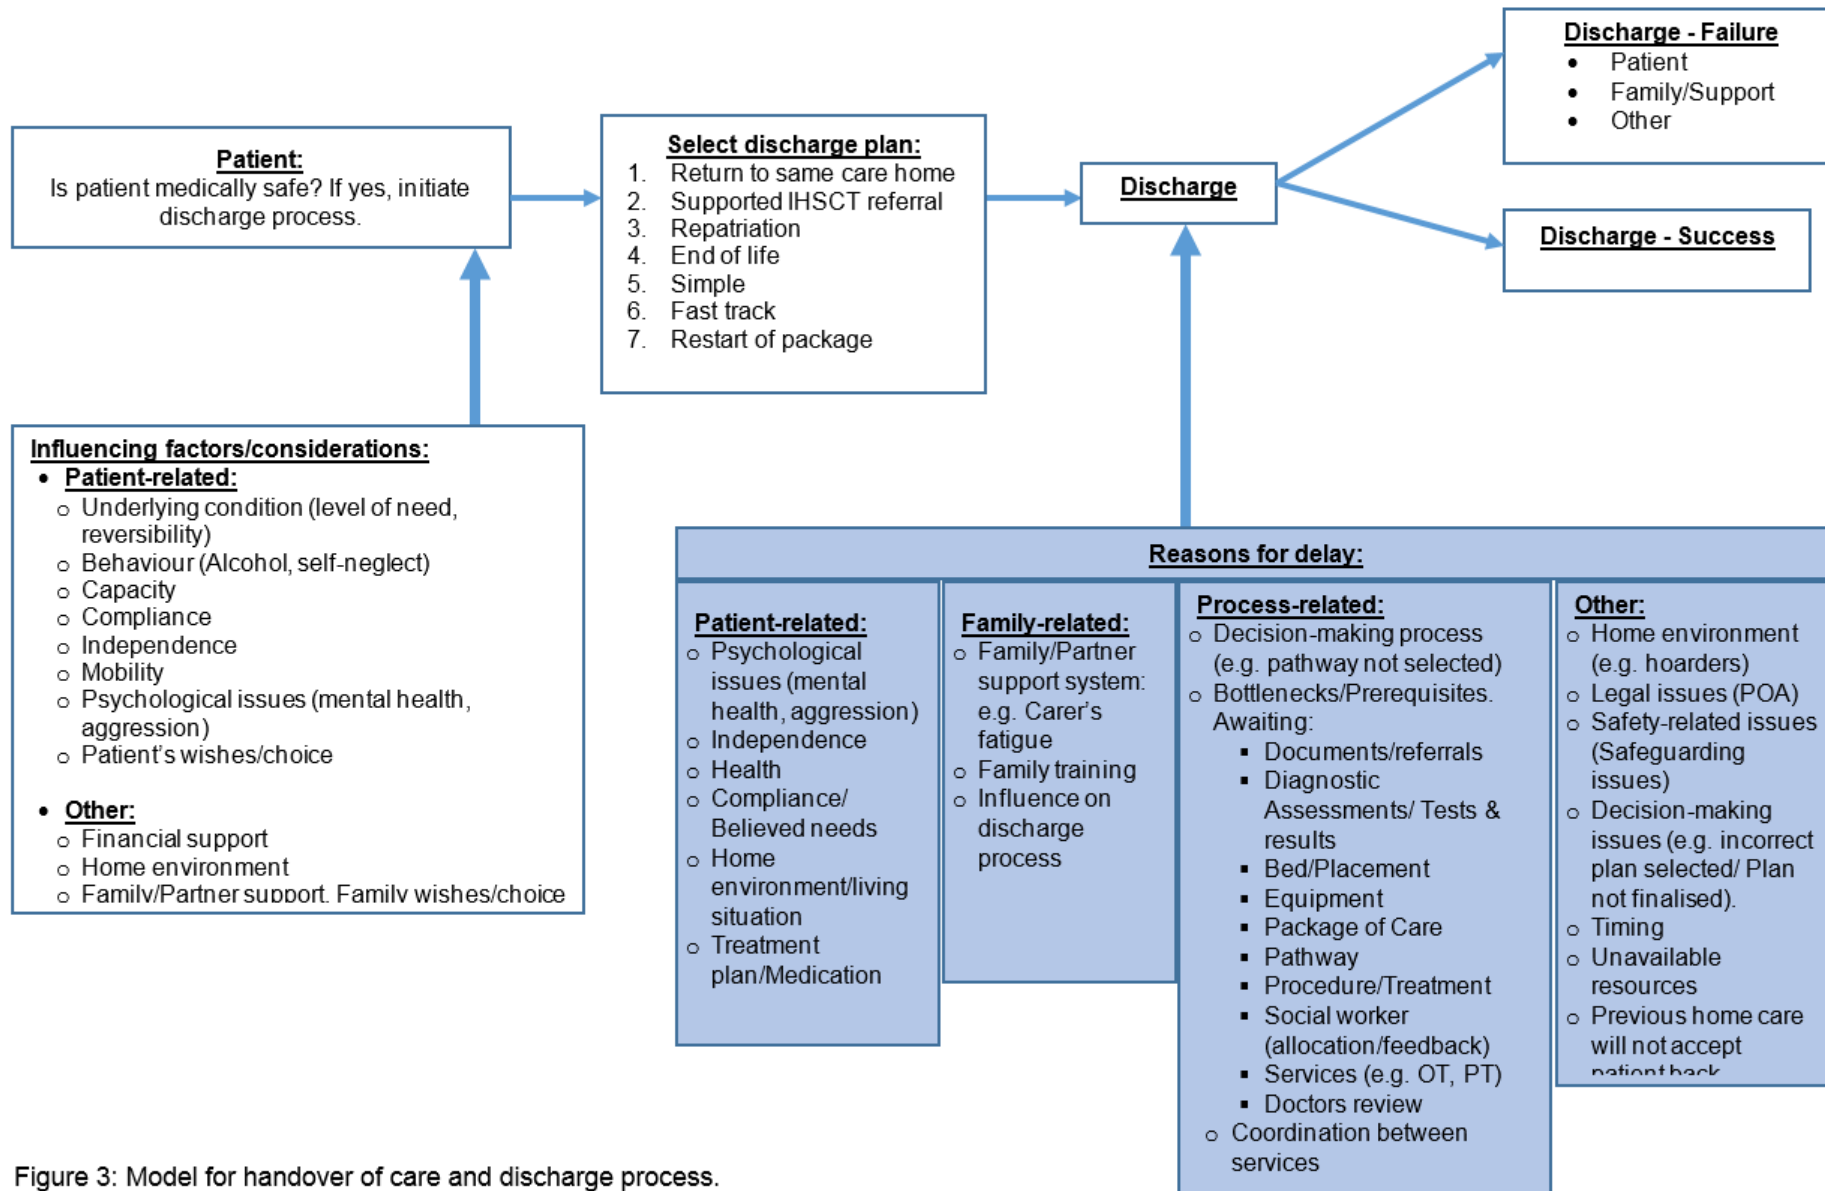 Patient:
Is patient medically safe? If yes, initiate
discharge process.
Select discharge plan:
1. Return to same care home
2. Supported IHSCT referral
3. Repatriation
4. End of life
5. Simple
6. Fast track
7. Restart of package
Discharge
Discharge - Failure
• Patient
• Family/Support
• Other
Discharge - Success
Influencing factors/considerations:
• Patient-related:
o Underlying condition (level of need,
reversibility)
o Behaviour (Alcohol, self-neglect)
o Capacity
o Compliance
o Independence
o Mobility
o Psychological issues (mental health,
aggression)
o Patient’s wishes/choice
• Other:
o Financial support
o Home environment
o Family/Partner support. Family wishes/choice
Reasons for delay:
Patient-related:
o Psychological
issues (mental
health, aggression)
o Independence
o Health
o Compliance/
Believed needs
o Home
environment/living
situation
o Treatment
plan/Medication
Family-related:
o Family/Partner
support system:
e.g. Carer’s
fatigue
o Family training
o Influence on
discharge
process
Process-related:
o Decision-making process
(e.g. pathway not selected)
o Bottlenecks/Prerequisites.
Awaiting:
▪ Documents/referrals
▪ Diagnostic
Assessments/ Tests &
results
▪ Bed/Placement
▪ Equipment
▪ Package of Care
▪ Pathway
▪ Procedure/Treatment
▪ Social worker
(allocation/feedback)
▪ Services (e.g. OT, PT)
▪ Doctors review
o Coordination between
services
Other:
o Home environment
(e.g. hoarders)
o Legal issues (POA)
o Safety-related issues
(Safeguarding
issues)
o Decision-making
issues (e.g. incorrect
plan selected/ Plan
not finalised).
o Timing
o Unavailable
resources
o Previous home care
will not accept
patient back
Figure 3: Model for handover of care and discharge process.